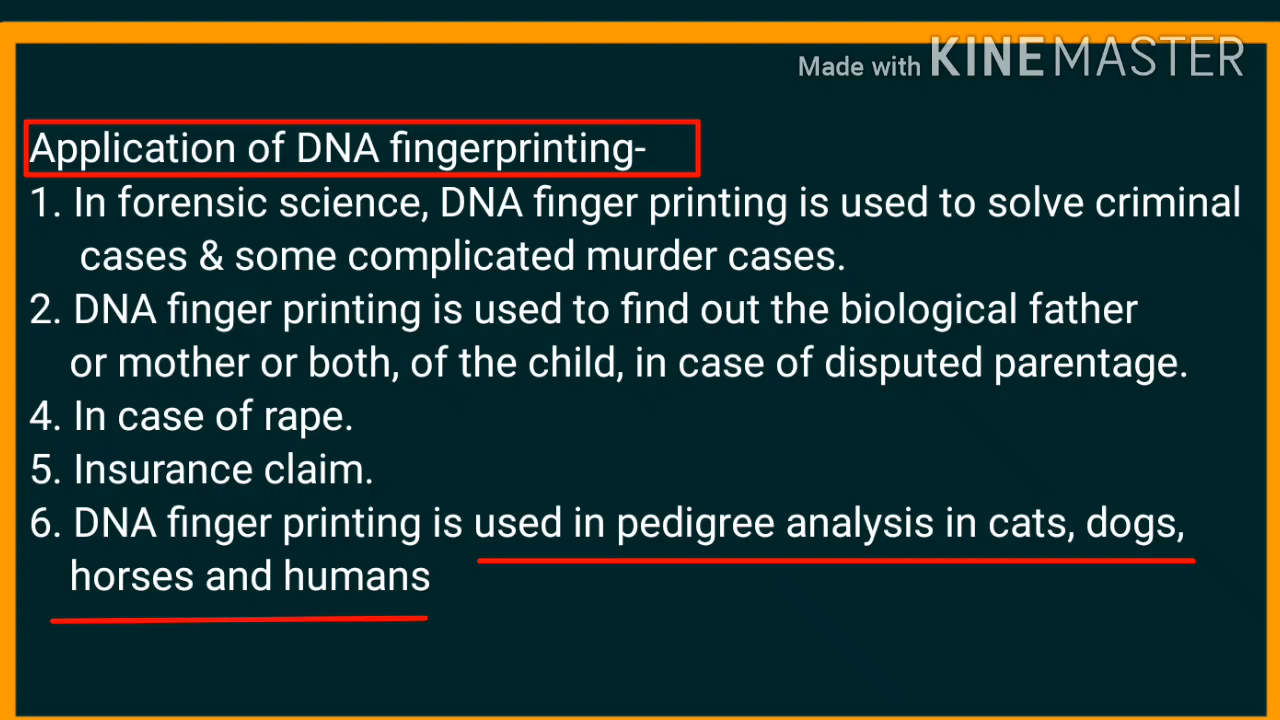 Made with KINEMASTER
Application of DNA fingerprinting-
1. In forensic science, DNA finger printing is used to solve criminal
cases & some complicated murder cases.
2. DNA finger printing is used to find out the biological father
or mother or both, of the child, in case of disputed parentage.
4. In case of rape.
5. Insurance claim.
6. DNA finger printing is used in pedigree analysis in cats, dogs,
horses and humans